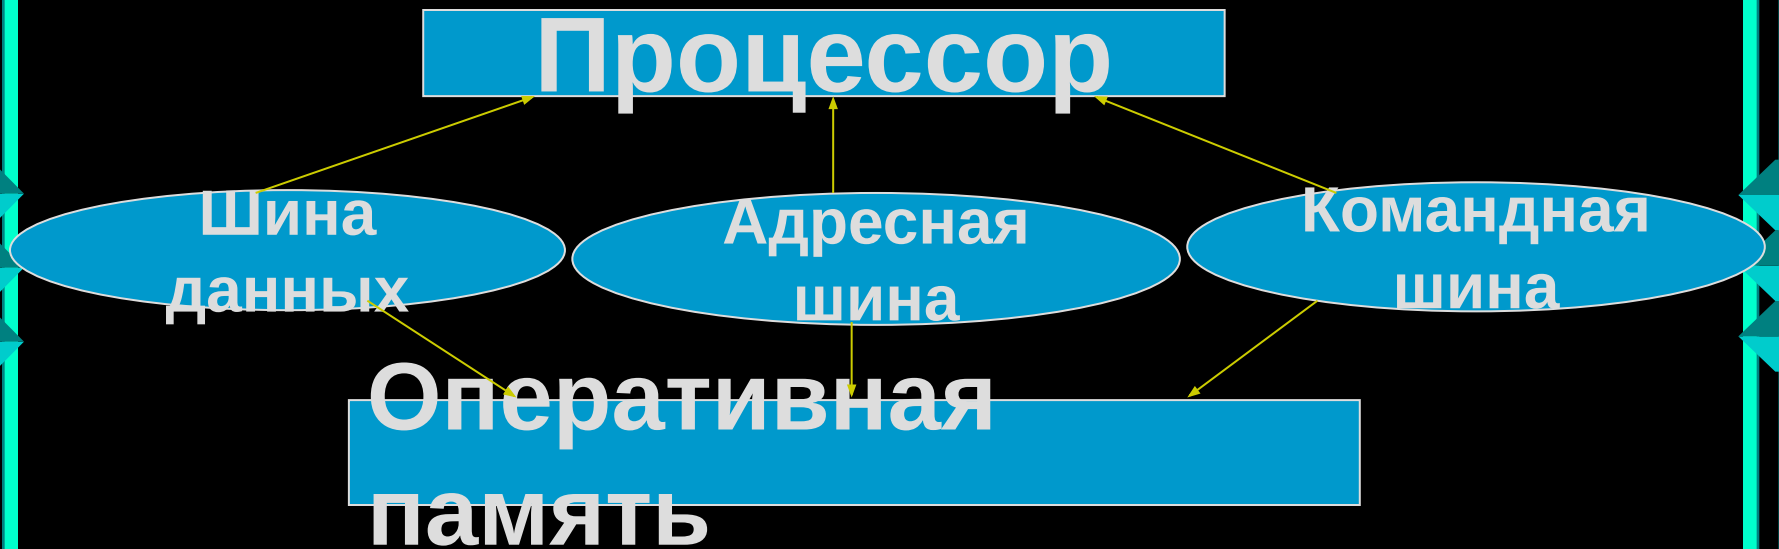 Процессор
Шина
данных
Адресная
шина
Командная
шина
Оперативная
память